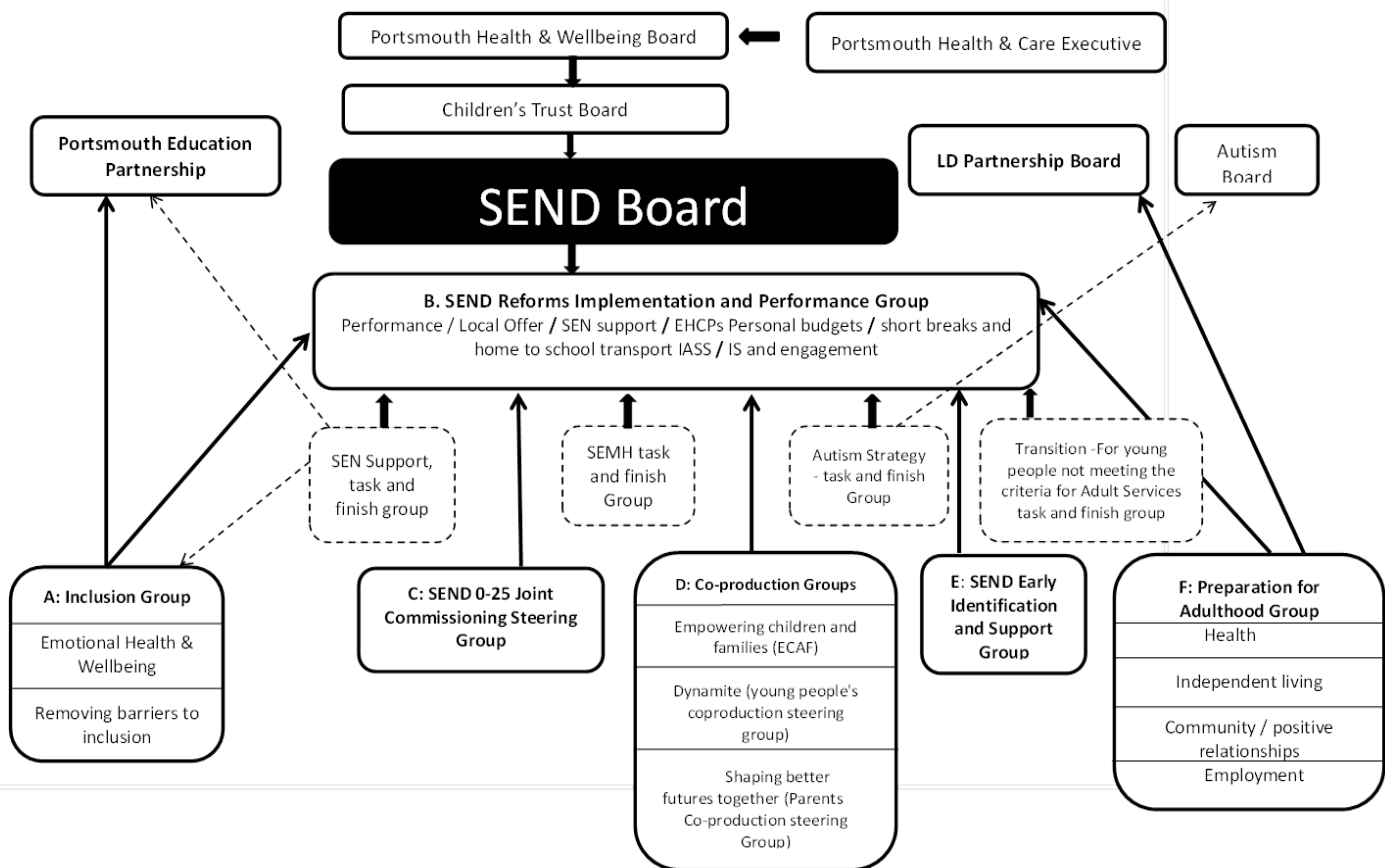 Portsmouth Health & Wellbeing Board
Portsmouth Health & Care Executive
Children's Trust Board
Portsmouth Education
Partnership
LD Partnership Board
Autism
Board
SEND Board
B. SEND Reforms Implementation and Performance Group
Performance / Local Offer / SEN support / EHCPs Personal budgets / short breaks and
home to school transport IASS / IS and engagement
SEN Support,
task and
finish group
SEMH task
and finish
Group
Autism Strategy
- task and finish
Group
Transition -For young
people not meeting the
criteria for Adult Services
task and finish group
A: Inclusion Group
Emotional Health &
Wellbeing
Removing barriers to
inclusion
C: SEND 0-25 Joint
Commissioning Steering
Group
D: Co-production Groups
Empowering children and
families (ECAF)
Dynamite (young people's
coproduction steering
group)
Shaping better
futures together (Parents
Co-production steering
Group)
E: SEND Early
Identification
and Support
Group
F: Preparation for
Adulthood Group
Health
Independent living
Community / positive
relationships
Employment